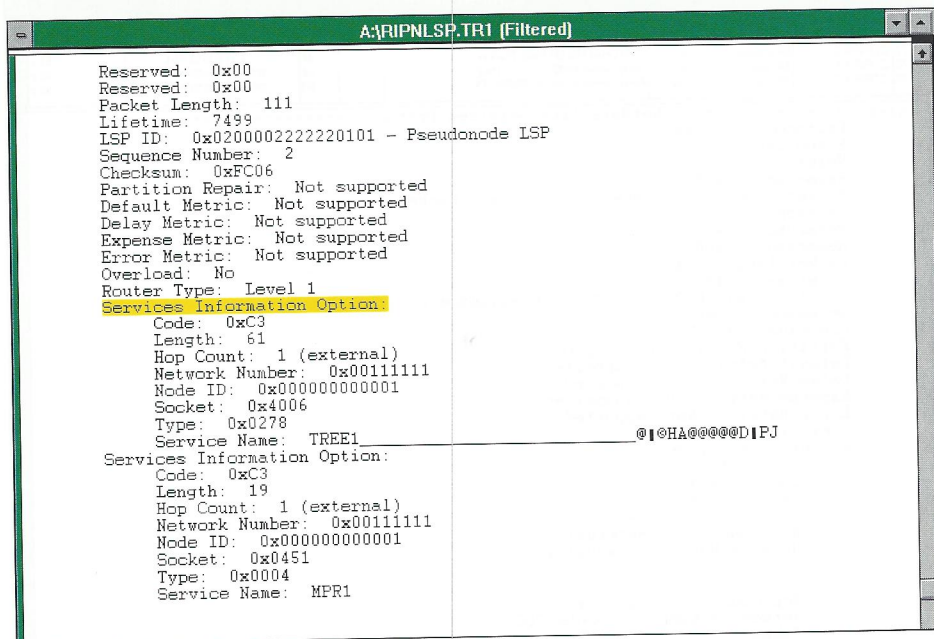 A:\RIPNLSP.TR1 (Filtered)
Reserved: 0x00
Reserved: 0x00
Packet Length: 111
Lifetime: 7499
LSP ID: 0x0200002222220101 - Pseudonode LSP
Sequence Number: 2
Checksum: 0xFC06
Partition Repair: Not supported
Default Metric: Not supported
Delay Metric: Not supported
Expense Metric: Not supported
Error Metric: Not supported
Overload: No
Router Type: Level 1
Services Information Option:
Code: 0xC3
Length: 61
Hop Count: 1 (external)
Network Number: 0x00111111
Node ID: 0x000000000001
Socket: 0x4006
Type: 0x0278
Service Name: TREE1___________________________@▌©HA@@@@@D▌PJ
Services Information Option:
Code: 0xC3
Length: 19
Hop Count: 1 (external)
Network Number: 0x00111111
Node ID: 0x000000000001
Socket: 0x0451
Type: 0x0004
Service Name: MPR1